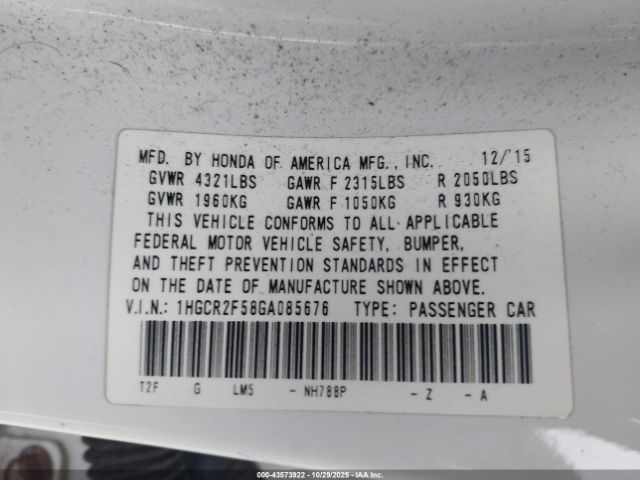 MFD. BY HONDA OF AMERICA MFG., INC. 12/'15
GVWR 4321LBS GAWR F 2315LBS R 2050LBS
GVWR 1960KG GAWR F 1050KG R 930KG
THIS VEHICLE CONFORMS TO ALL APPLICABLE
FEDERAL MOTOR VEHICLE SAFETY, BUMPER,
AND THEFT PREVENTION STANDARDS IN EFFECT
ON THE DATE OF MANUFACTURE SHOWN ABOVE.
V.I.N.: 1HGCR2F58GA085676 TYPE: PASSENGER CAR
T2F G LM5 - NH788P - Z - A
000-43573922 - 10/29/2025 - IAAI.COM